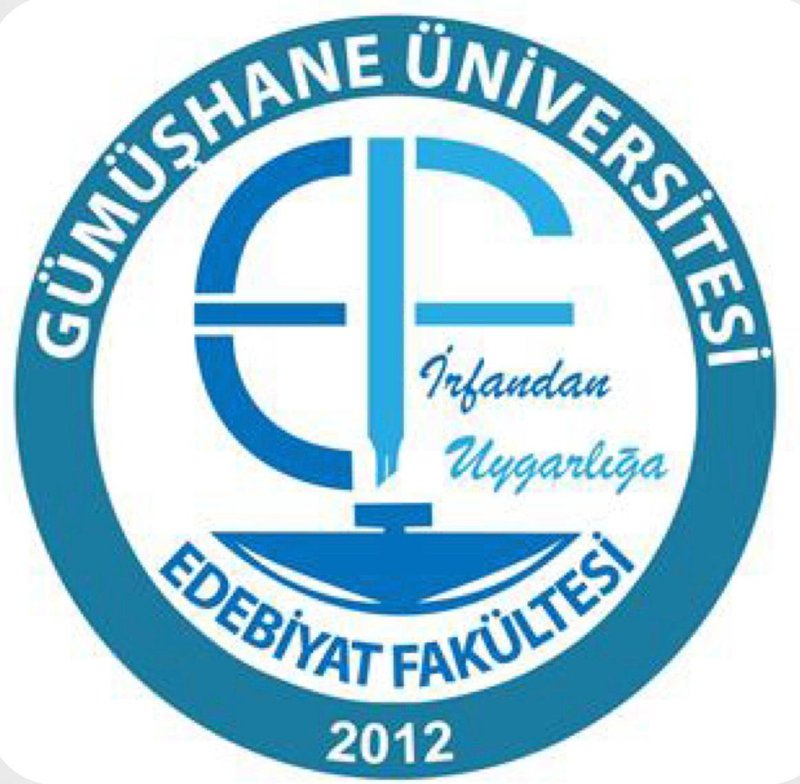 GÜMÜŞHANE ÜNİVERSİTESİ
İrfandan
Uygarlığa
EDEBİYAT FAKÜLTESİ
2012